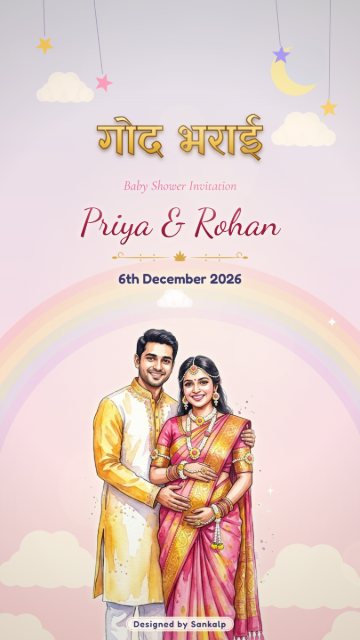 गोद भराई
Baby Shower Invitation
Priya & Rohan
6th December 2026
Designed by Sankalp